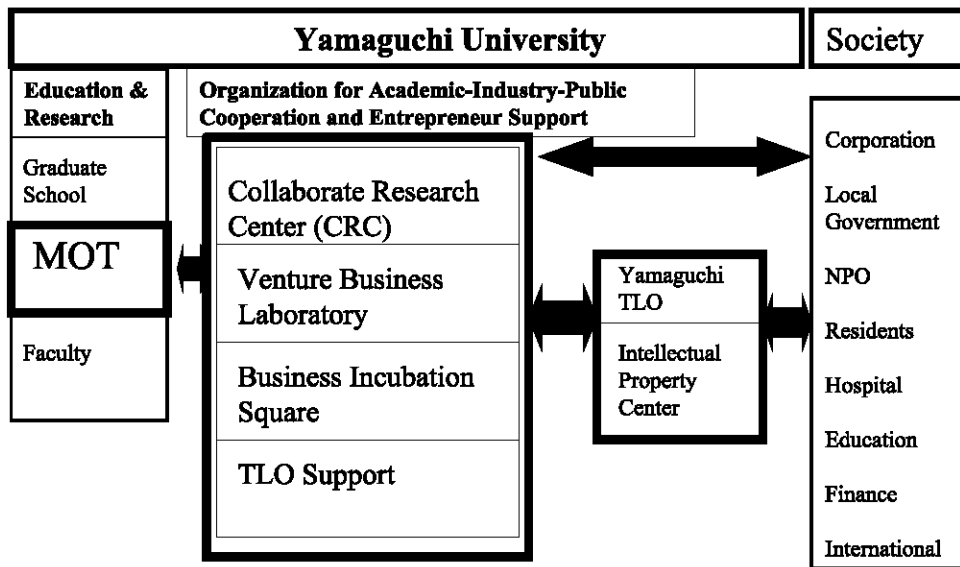 Yamaguchi University
Society
Education &
Research
Graduate
School
MOT
Faculty
Organization for Academic-Industry-Public
Cooperation and Entrepreneur Support
Collaborate Research
Center (CRC)
Venture Business
Laboratory
Business Incubation
Square
TLO Support
Yamaguchi
TLO
Intellectual
Property
Center
Corporation
Local
Government
NPO
Residents
Hospital
Education
Finance
International